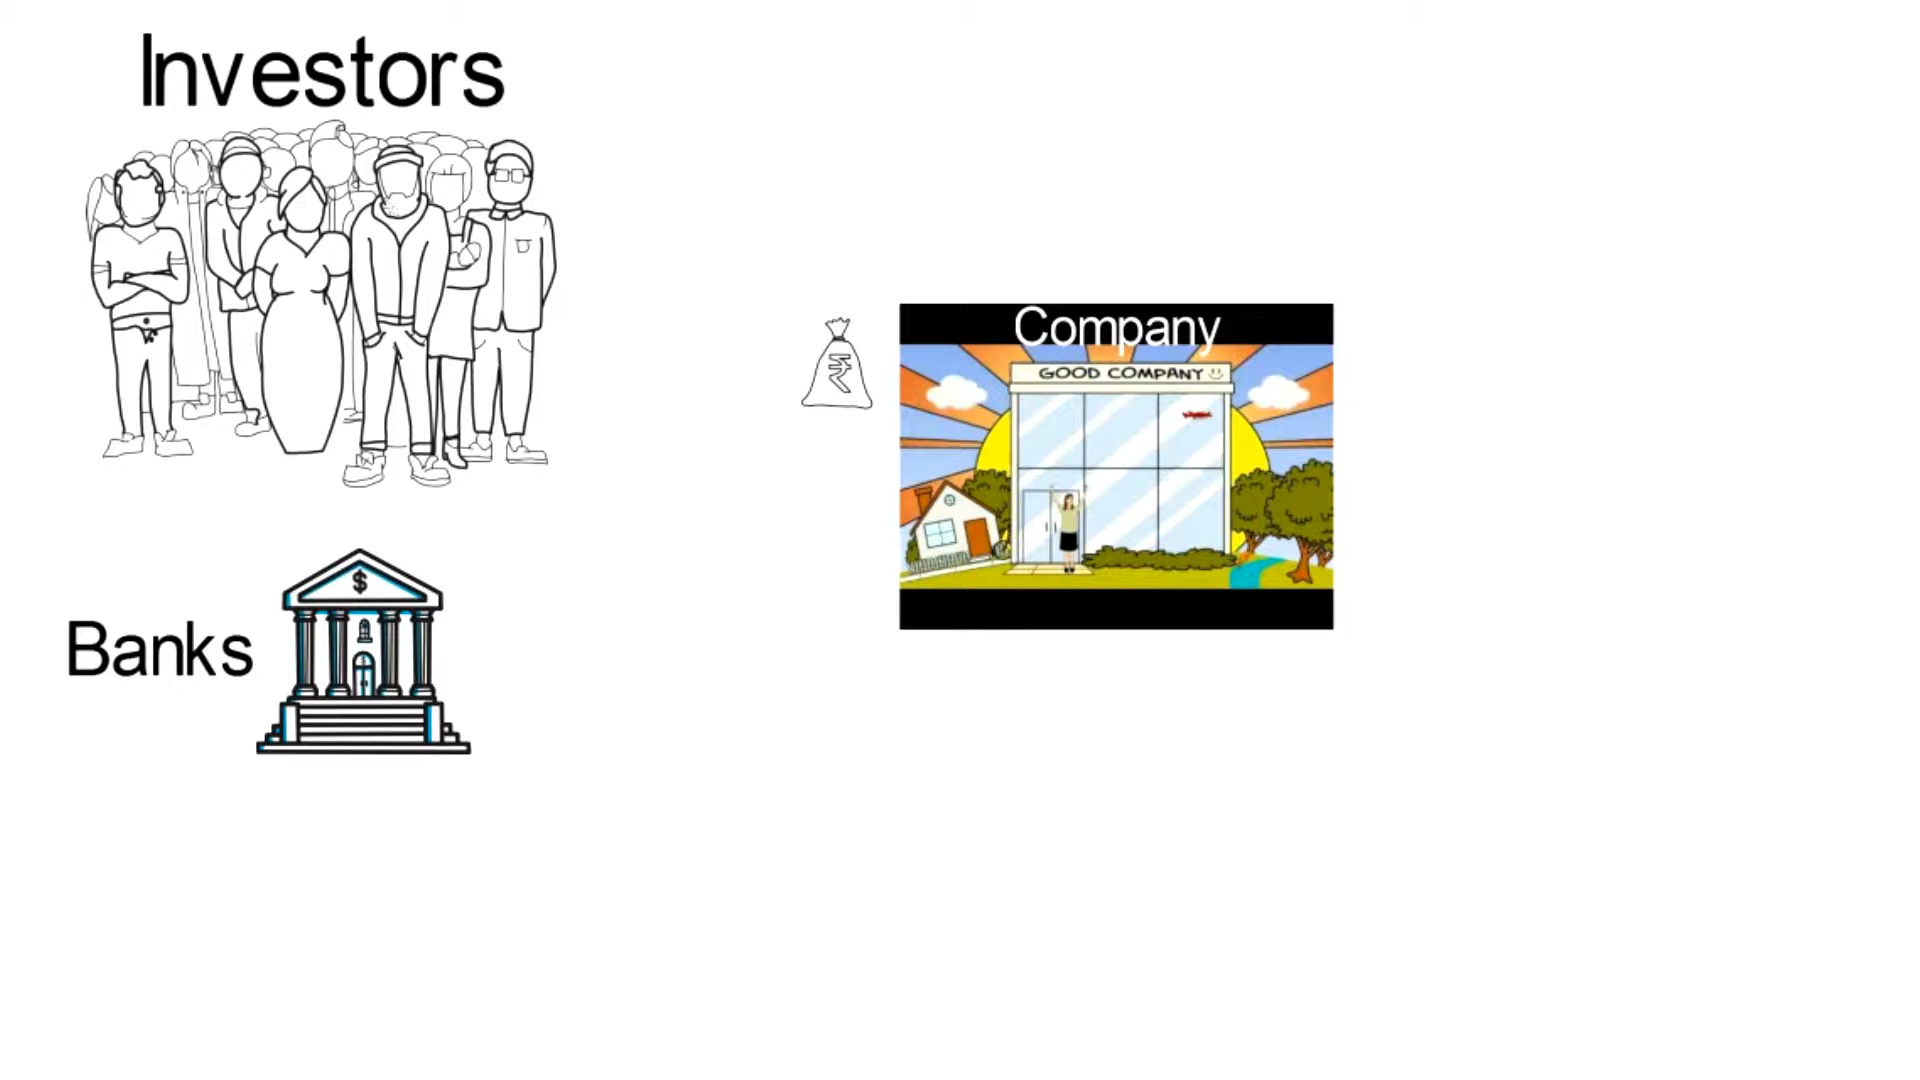 Investors
₹
Company
GOOD COMPANY
$
Banks